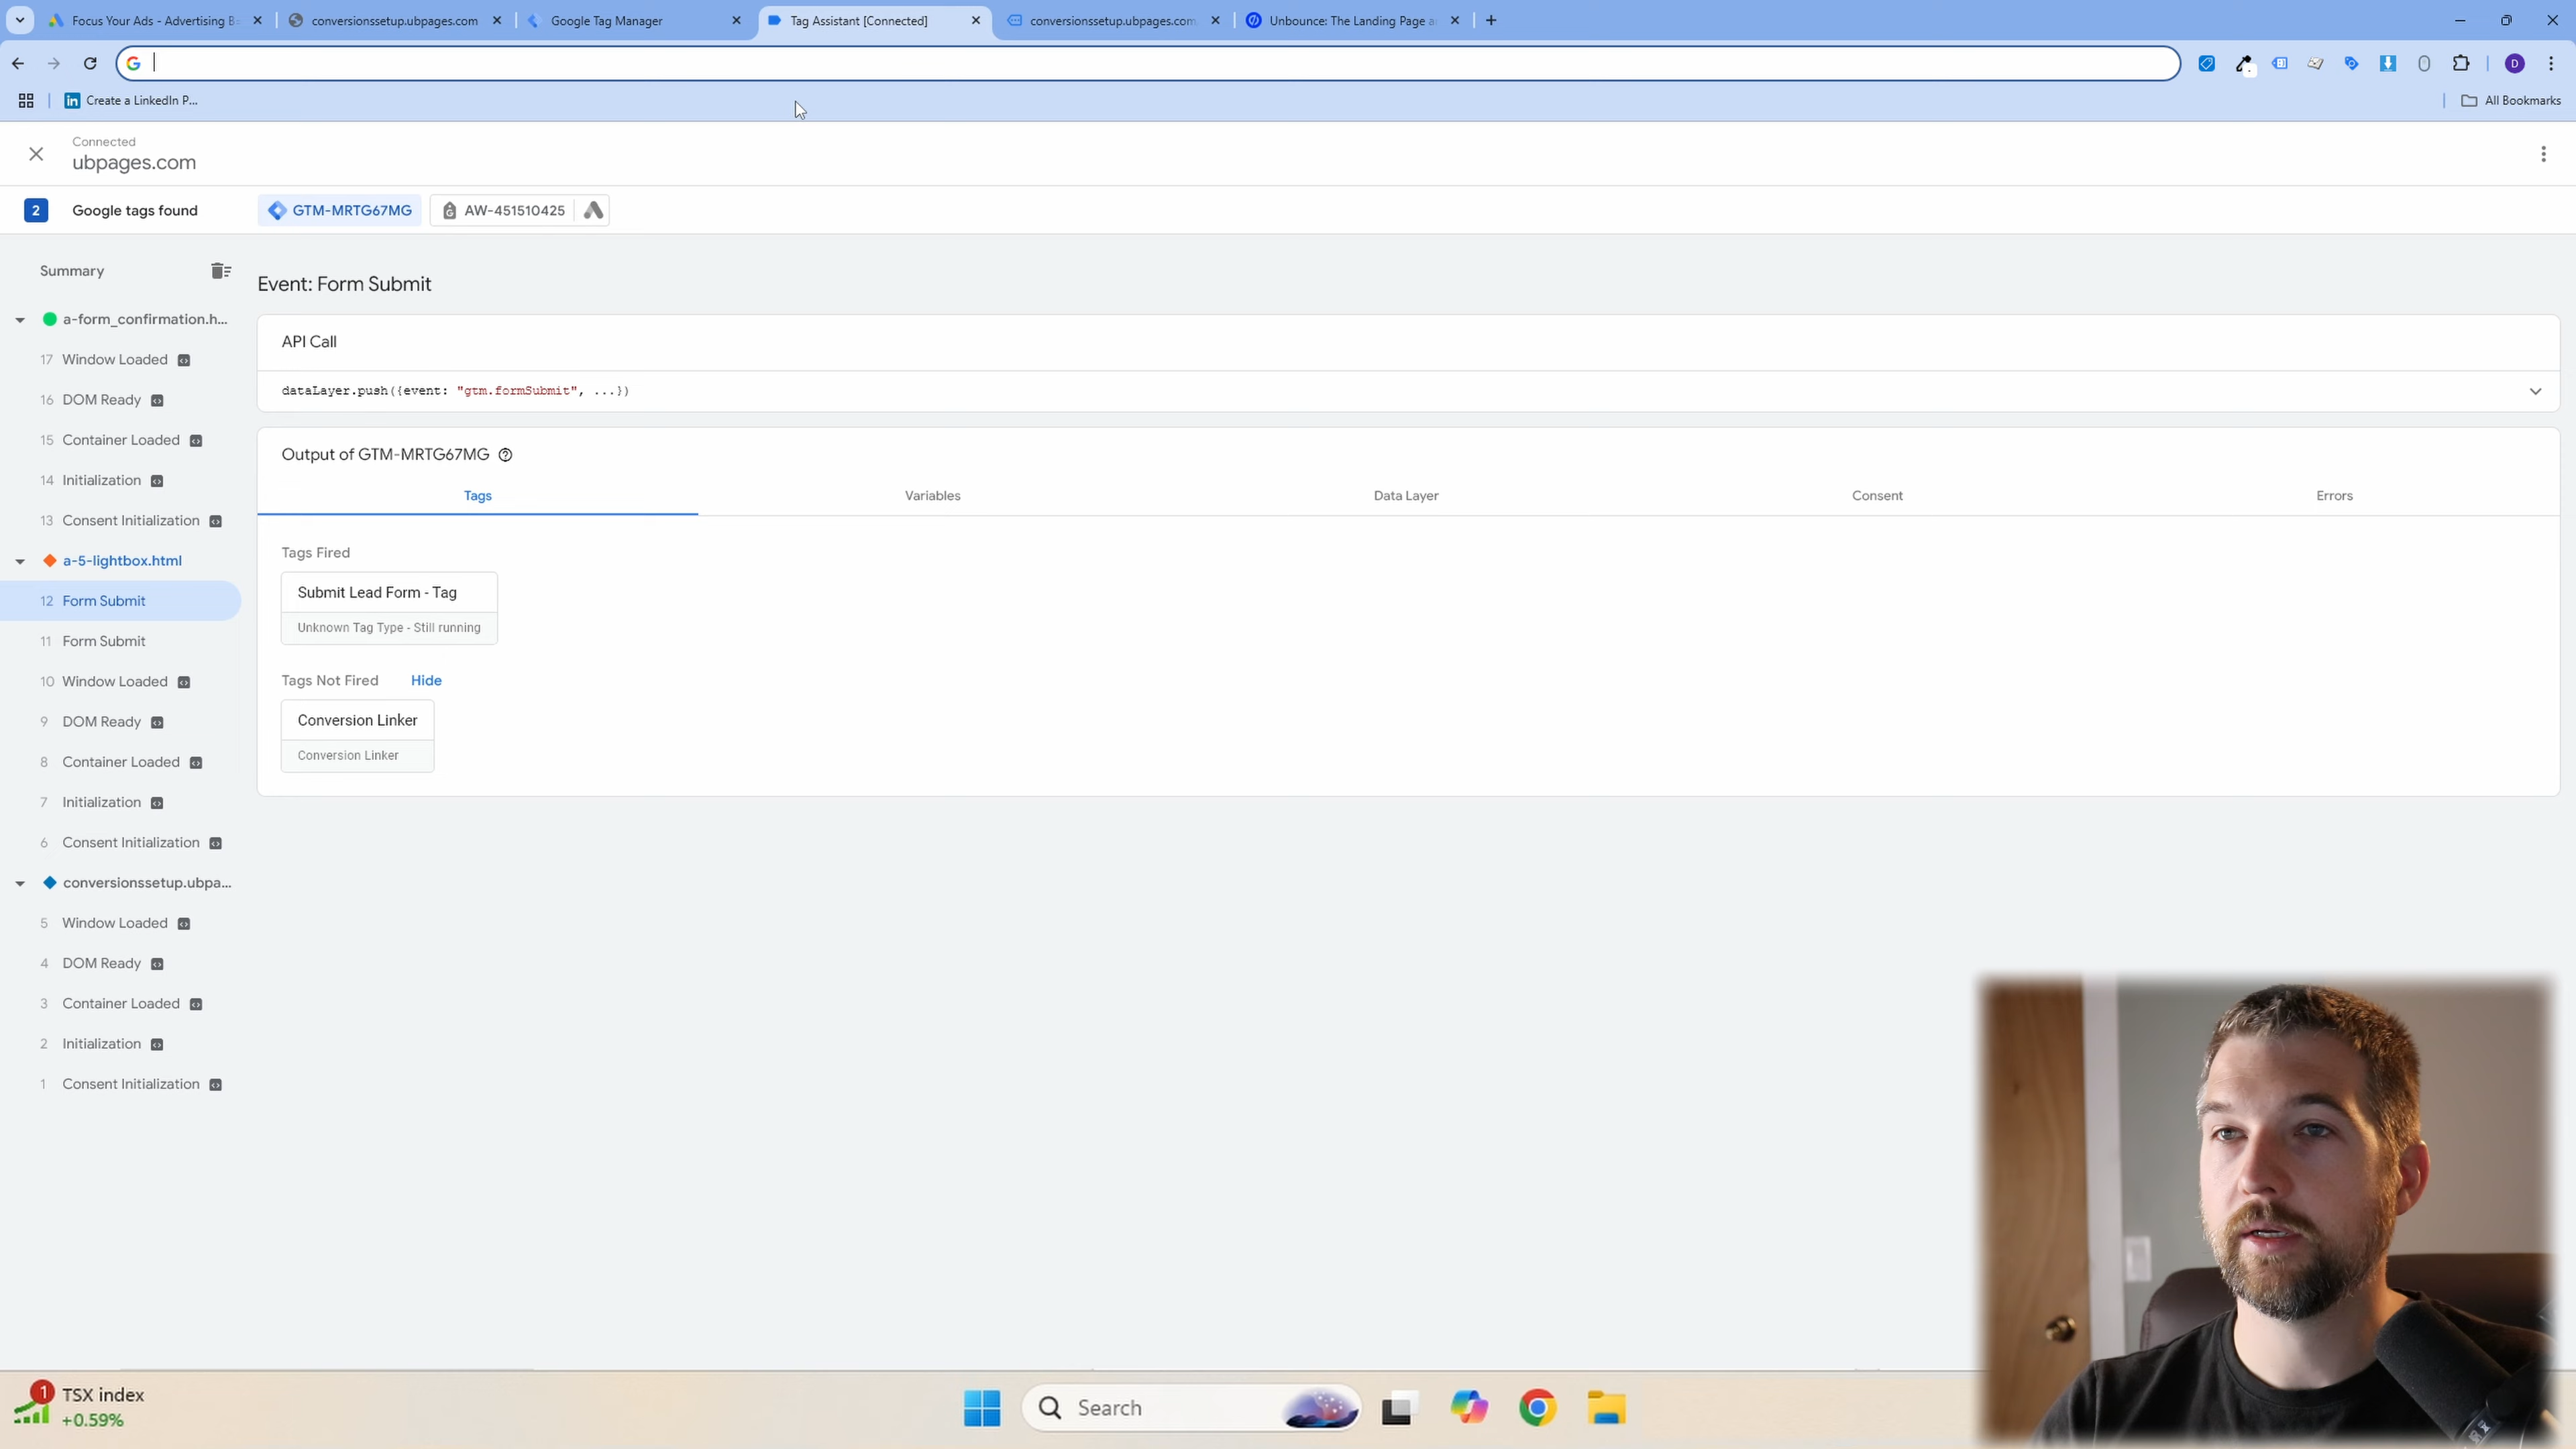 Focus Your Ads - Advertising B
conversionssetup.ubpages.com
Google Tag Manager
Tag Assistant [Connected]
conversionssetup.ubpages.com
Unbounce: The Landing Page a
Create a LinkedIn P...
All Bookmarks
D
Connected
ubpages.com
2 Google tags found
GTM-MRTG67MG
AW-451510425
Summary
a-form_confirmation.h...
17 Window Loaded
16 DOM Ready
15 Container Loaded
14 Initialization
13 Consent Initialization
a-5-lightbox.html
12 Form Submit
11 Form Submit
10 Window Loaded
9 DOM Ready
8 Container Loaded
7 Initialization
6 Consent Initialization
conversionssetup.ubpa...
5 Window Loaded
4 DOM Ready
3 Container Loaded
2 Initialization
1 Consent Initialization
Event: Form Submit
API Call
dataLayer.push({event: "gtm.formSubmit", ...})
Output of GTM-MRTG67MG
Tags
Variables
Data Layer
Consent
Errors
Tags Fired
Submit Lead Form - Tag
Unknown Tag Type - Still running
Tags Not Fired Hide
Conversion Linker
Conversion Linker
1
TSX index
+0.59%
Search